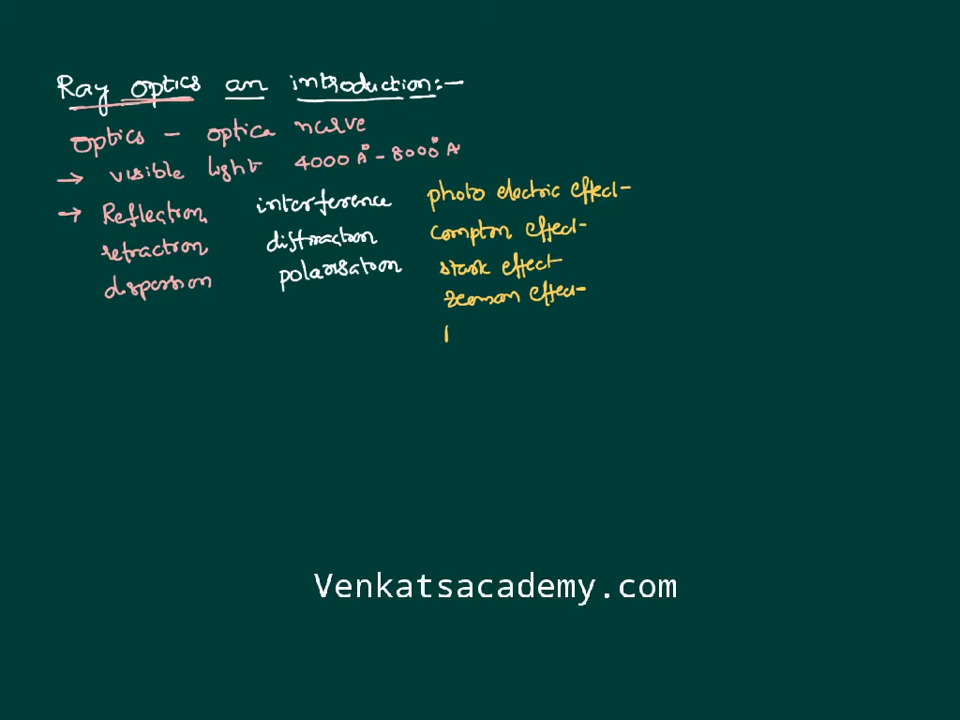 Ray optics an introduction:-
optics - optica nerve
→ visible light 4000 A° - 8000 A°
→ Reflection interference photo electric effect
refraction diffraction compton effect
dispersion polarisation stark effect
zeeman effect
Venkatsacademy.com